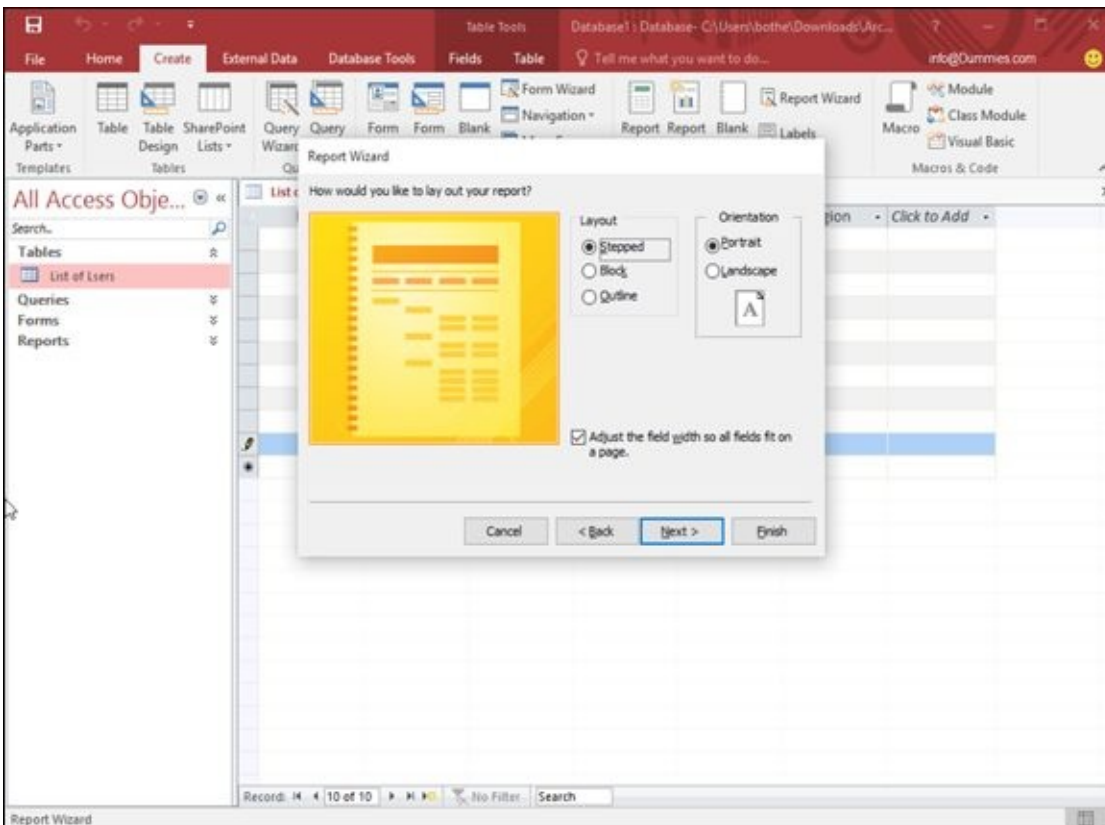 Table Tools
Database1 : Database- C:\Users\bothe\Downloads\Arc...
?
File Home Create External Data Database Tools Fields Table Tell me what you want to do... info@Dummies.com
Application Parts
Table
Table Design
SharePoint Lists
Query
Query
Form
Form
Blank
Form Wizard
Navigation
Report
Report
Blank
Report Wizard
Labels
Macro
Module
Class Module
Visual Basic
Templates
Tables
Macros & Code
All Access Obje... «
Search..
Tables
List of Lsers
Queries
Forms
Reports
Click to Add
Report Wizard
How would you like to lay out your report?
Layout
Stepped
Block
Outline
Orientation
Portrait
Landscape
A
Adjust the field width so all fields fit on
a page.
Cancel < Back Next > Finish
Record: 10 of 10 No Filter Search
Report Wizard